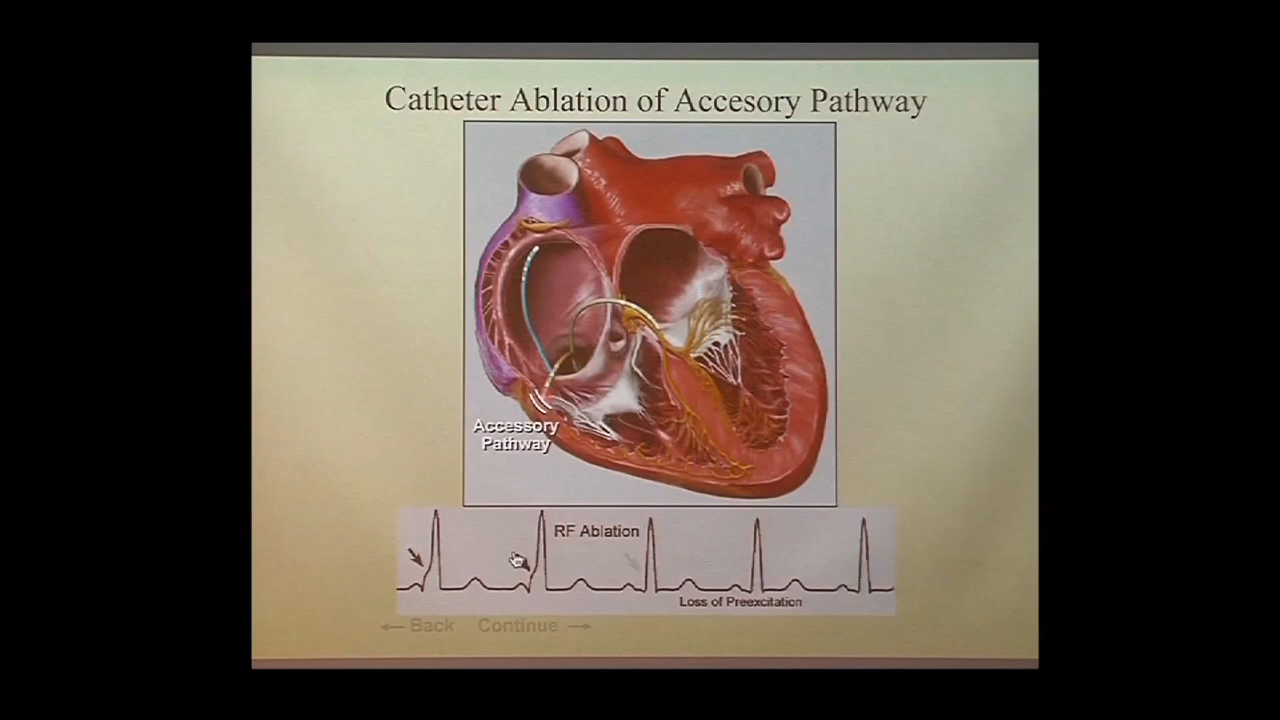 Catheter Ablation of Accesory Pathway
Accessory
Pathway
RF Ablation
Loss of Preexcitation
← Back Continue →